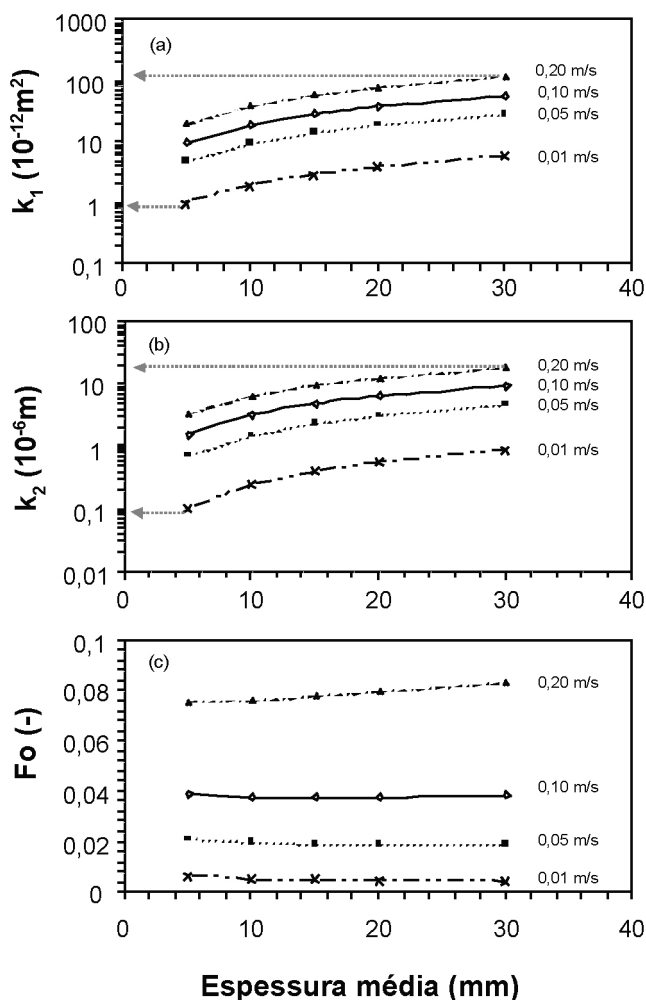 1000
(a)
100
10
1
0,1
k₁ (10⁻¹²m²)
0,20 m/s
0,10 m/s
0,05 m/s
0,01 m/s
0 10 20 30 40
100
(b)
10
1
0,1
0,01
k₂ (10⁻⁶m)
0,20 m/s
0,10 m/s
0,05 m/s
0,01 m/s
0 10 20 30 40
0,1
(c)
0,08
0,06
0,04
0,02
0
Fo (-)
0,20 m/s
0,10 m/s
0,05 m/s
0,01 m/s
0 10 20 30 40
Espessura média (mm)